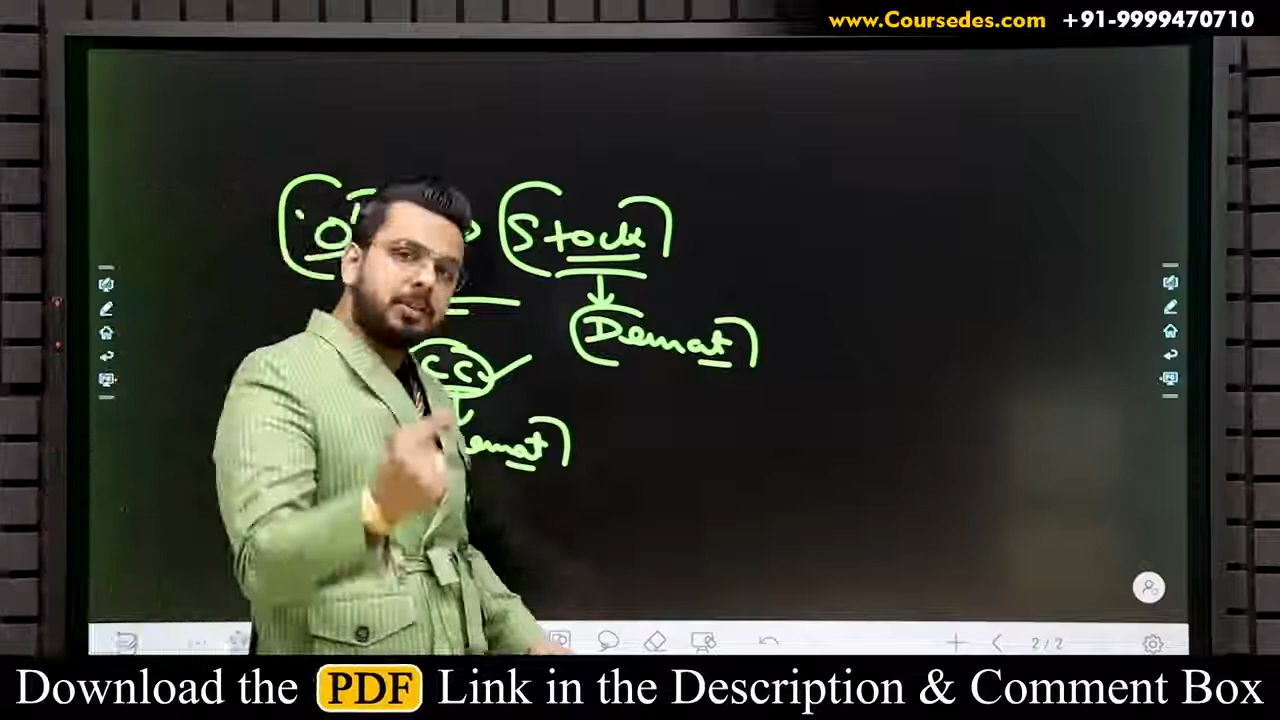 www.Coursedes.com +91-9999470710
Stock
Demat
CC
emat
2/2
Download the PDF Link in the Description & Comment Box